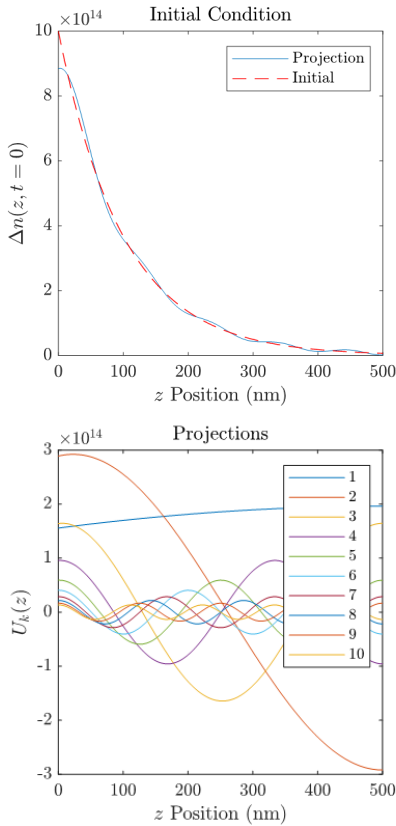 Initial Condition
×10^14
10
8
6
4
2
0
Δn(z, t = 0)
Projection
Initial
0 100 200 300 400 500
z Position (nm)
Projections
×10^14
3
2
1
0
-1
-2
-3
U_k(z)
1
2
3
4
5
6
7
8
9
10
0 100 200 300 400 500
z Position (nm)